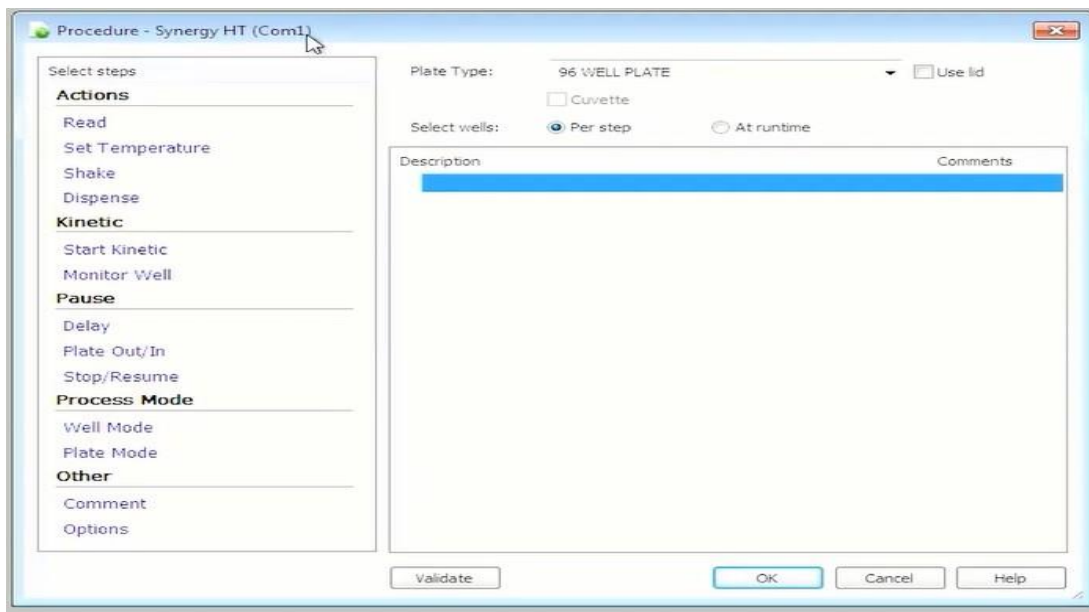 Procedure - Synergy HT (Com1)
Select steps
Actions
Read
Set Temperature
Shake
Dispense
Kinetic
Start Kinetic
Monitor Well
Pause
Delay
Plate Out/In
Stop/Resume
Process Mode
Well Mode
Plate Mode
Other
Comment
Options
Plate Type: 96 WELL PLATE Use lid
Cuvette
Select wells: Per step At runtime
Description Comments
Validate OK Cancel Help